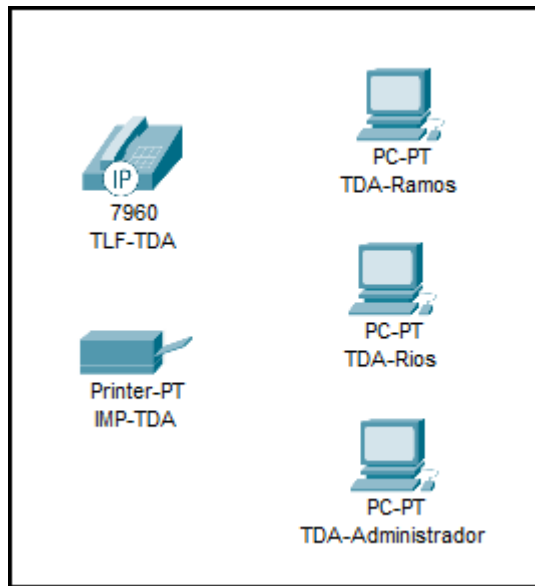 IP
7960
TLF-TDA
PC-PT
TDA-Ramos
PC-PT
TDA-Rios
Printer-PT
IMP-TDA
PC-PT
TDA-Administrador